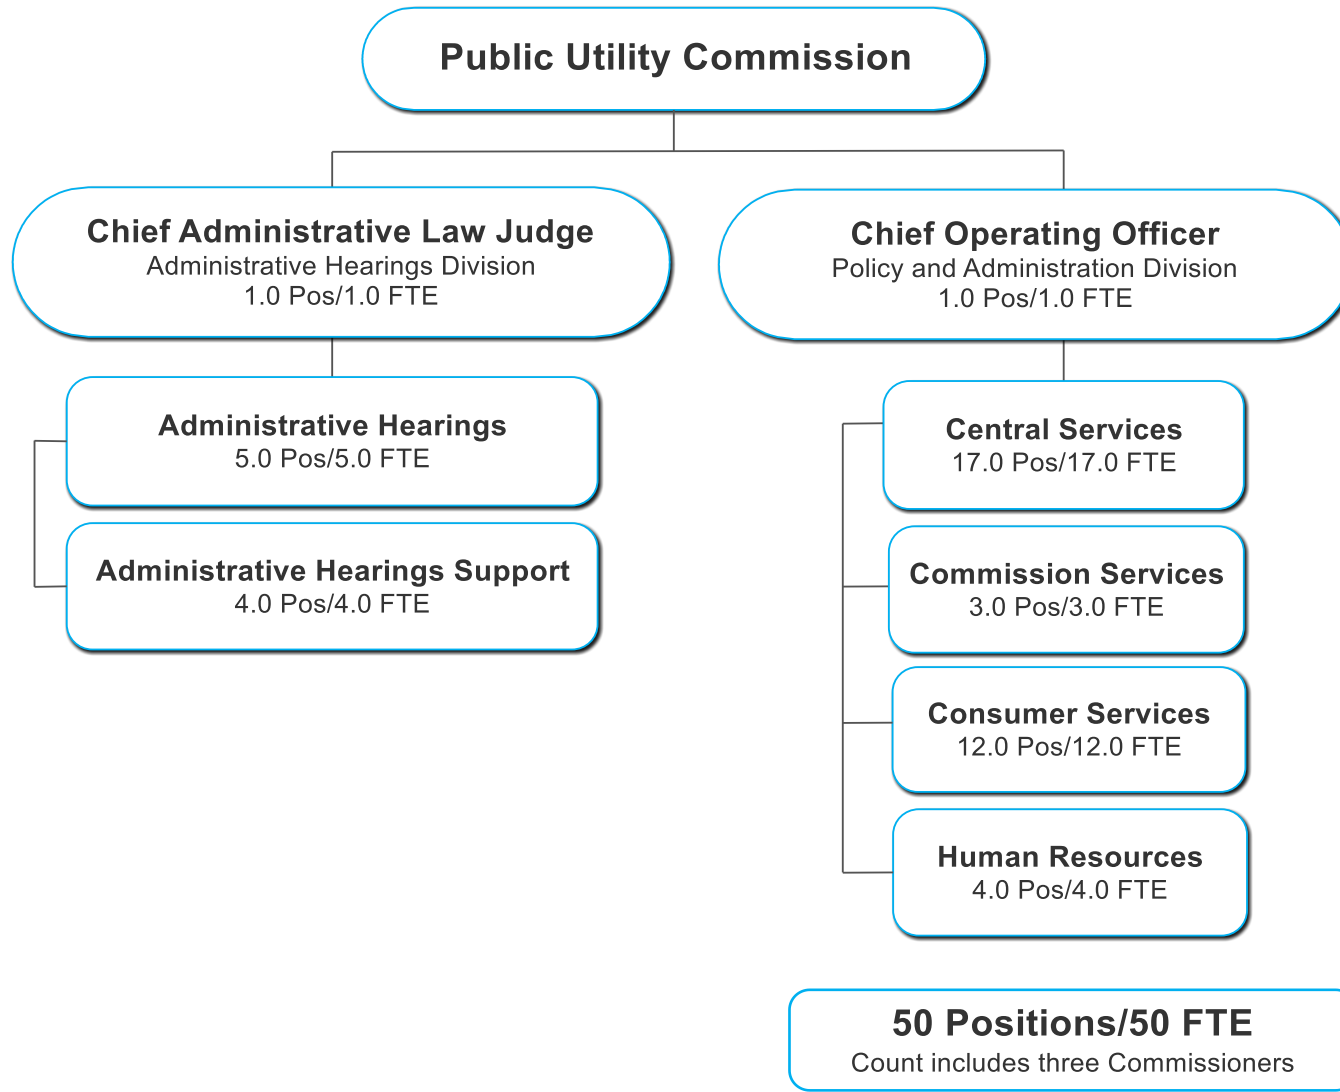 Public Utility Commission
Chief Administrative Law Judge
Administrative Hearings Division
1.0 Pos/1.0 FTE
Administrative Hearings
5.0 Pos/5.0 FTE
Administrative Hearings Support
4.0 Pos/4.0 FTE
Chief Operating Officer
Policy and Administration Division
1.0 Pos/1.0 FTE
Central Services
17.0 Pos/17.0 FTE
Commission Services
3.0 Pos/3.0 FTE
Consumer Services
12.0 Pos/12.0 FTE
Human Resources
4.0 Pos/4.0 FTE
50 Positions/50 FTE
Count includes three Commissioners